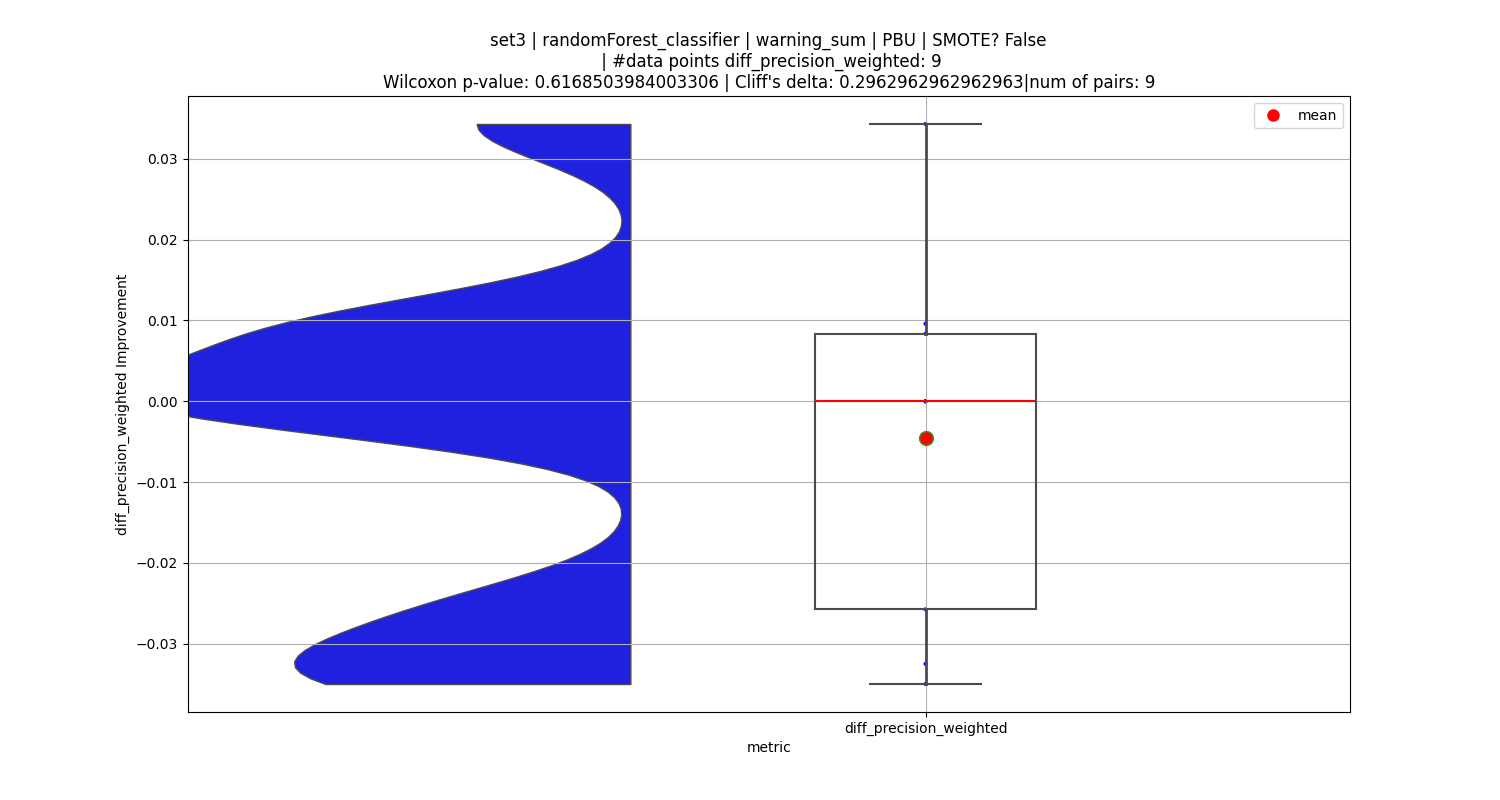 set3 | randomForest_classifier | warning_sum | PBU | SMOTE? False
| #data points diff_precision_weighted: 9
Wilcoxon p-value: 0.6168503984003306 | Cliff's delta: 0.2962962962962963|num of pairs: 9
mean
0.03
0.02
0.01
0.00
−0.01
−0.02
−0.03
diff_precision_weighted Improvement
diff_precision_weighted
metric